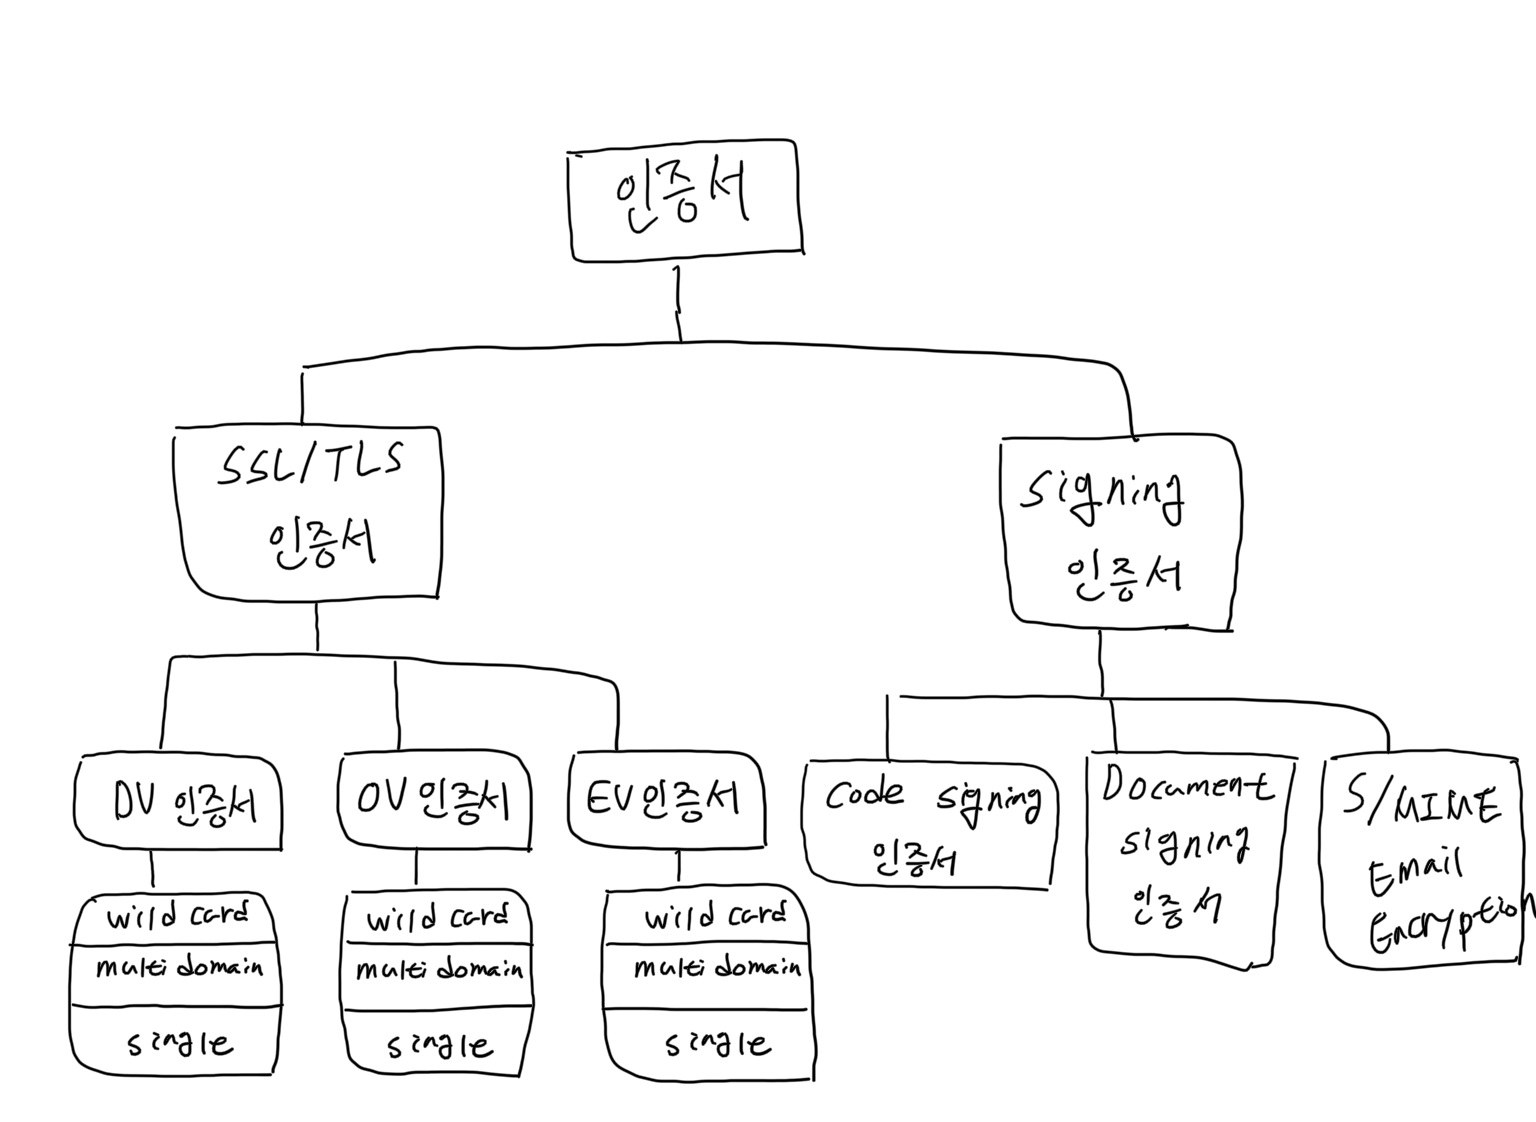 인증서
SSL/TLS
인증서
signing
인증서
DV 인증서
OV 인증서
EV 인증서
code signing
인증서
Document
signing
인증서
S/MIME
Email
Encryption
wild card
multi domain
single
wild card
multi domain
single
wild card
multi domain
single